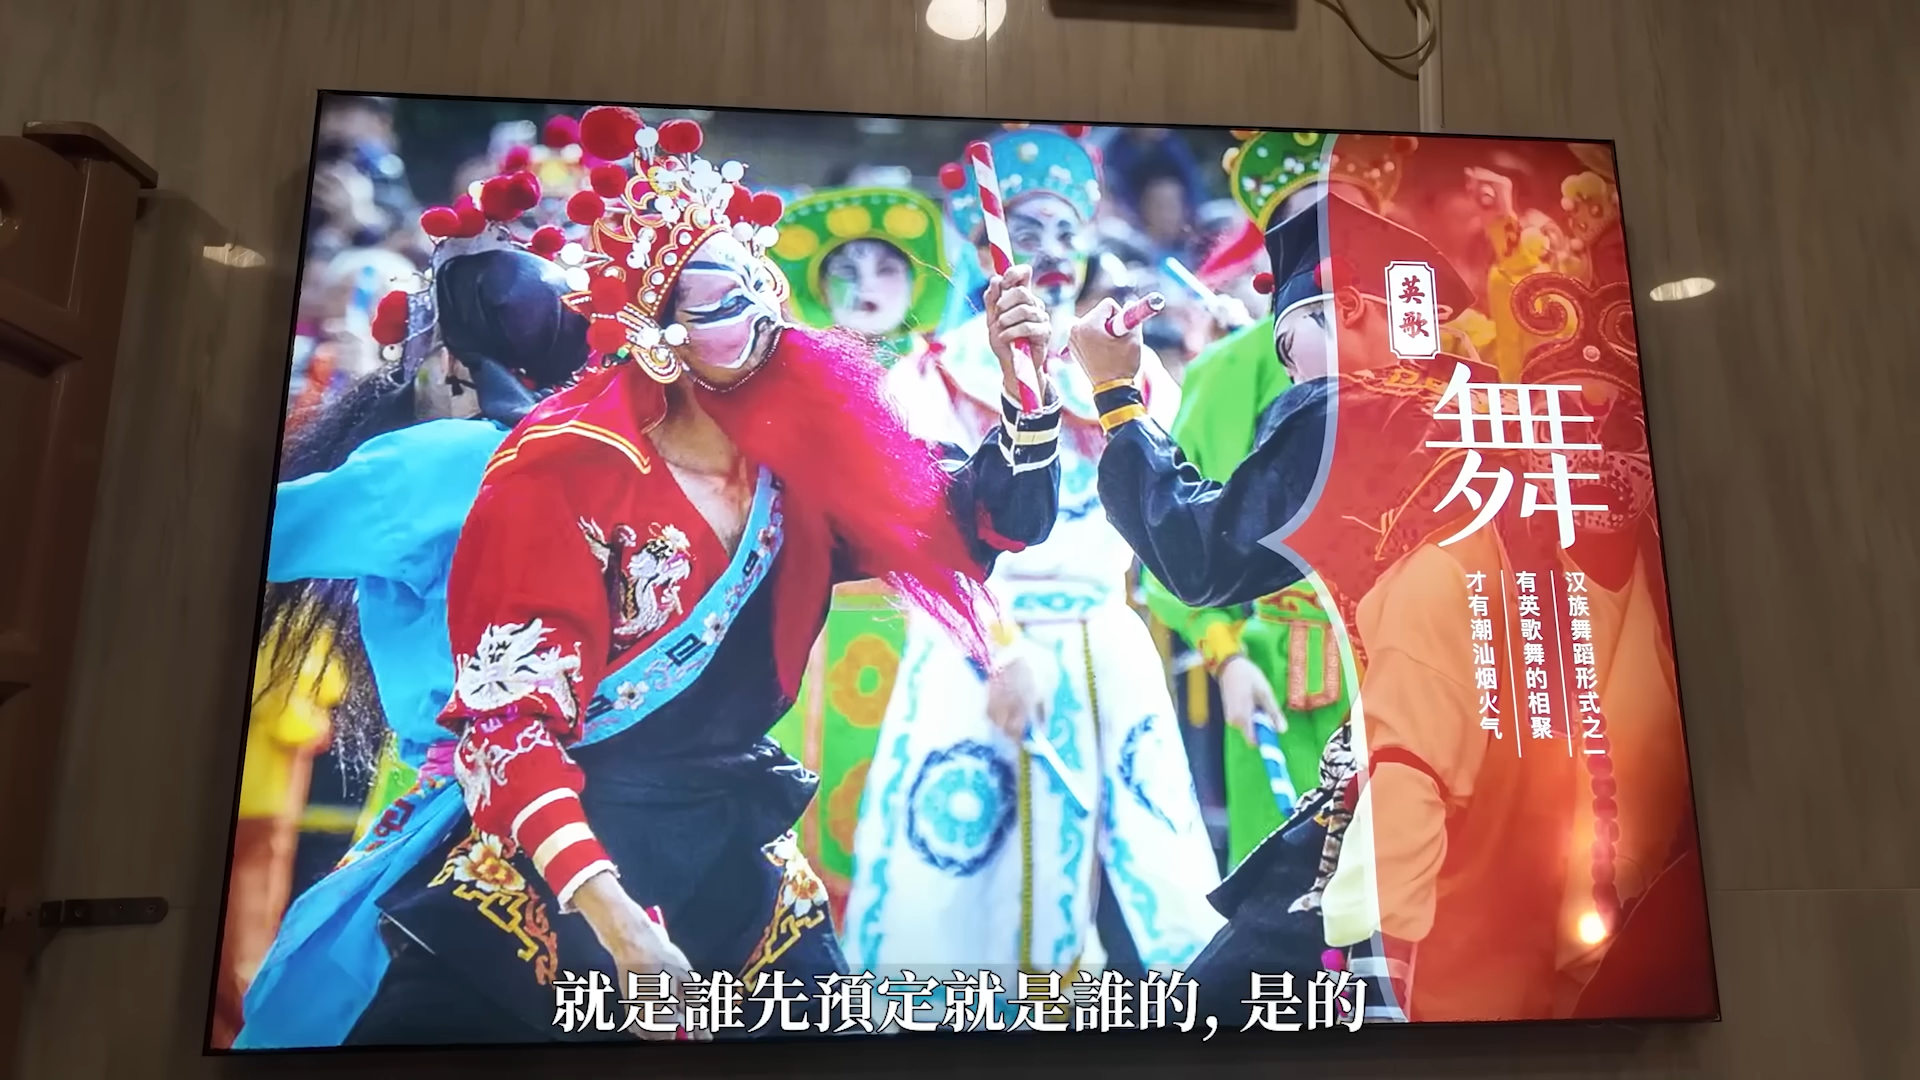 英歌
舞
汉族舞蹈形式之一
有英歌舞的相聚
才有潮汕烟火气
就是誰先預定就是誰的, 是的